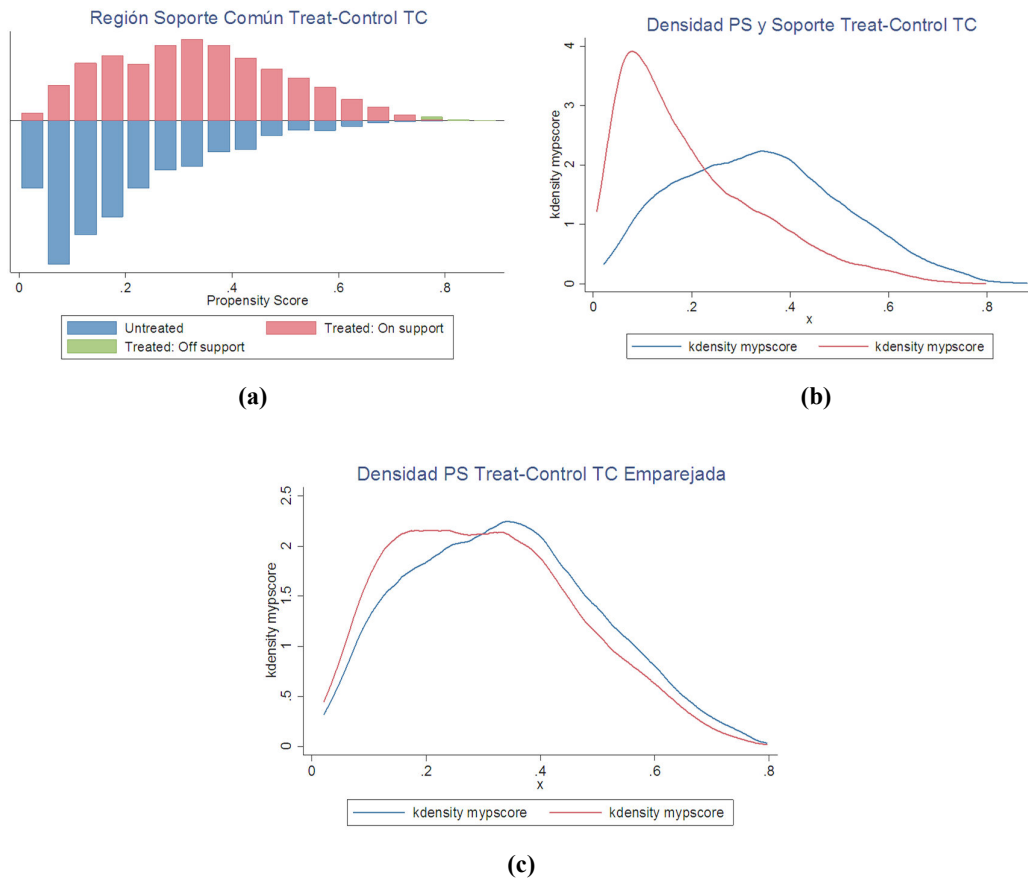 Región Soporte Común Treat-Control TC
0 .2 .4 .6 .8
Propensity Score
Untreated Treated: On support
Treated: Off support
(a)
Densidad PS y Soporte Treat-Control TC
kdensity mypscore
4
3
2
1
0
0 .2 .4 .6 .8
x
kdensity mypscore kdensity mypscore
(b)
Densidad PS Treat-Control TC Emparejada
kdensity mypscore
2.5
2
1.5
1
.5
0
0 .2 .4 .6 .8
x
kdensity mypscore kdensity mypscore
(c)